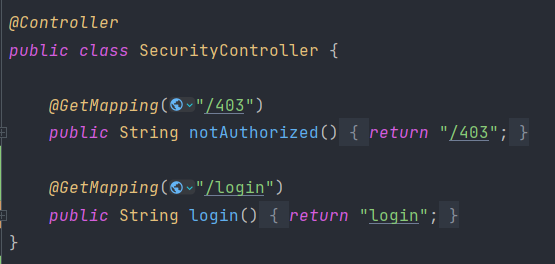 @Controller
public class SecurityController {
@GetMapping("/403")
public String notAuthorized() { return "/403"; }
@GetMapping("/login")
public String login() { return "login"; }
}